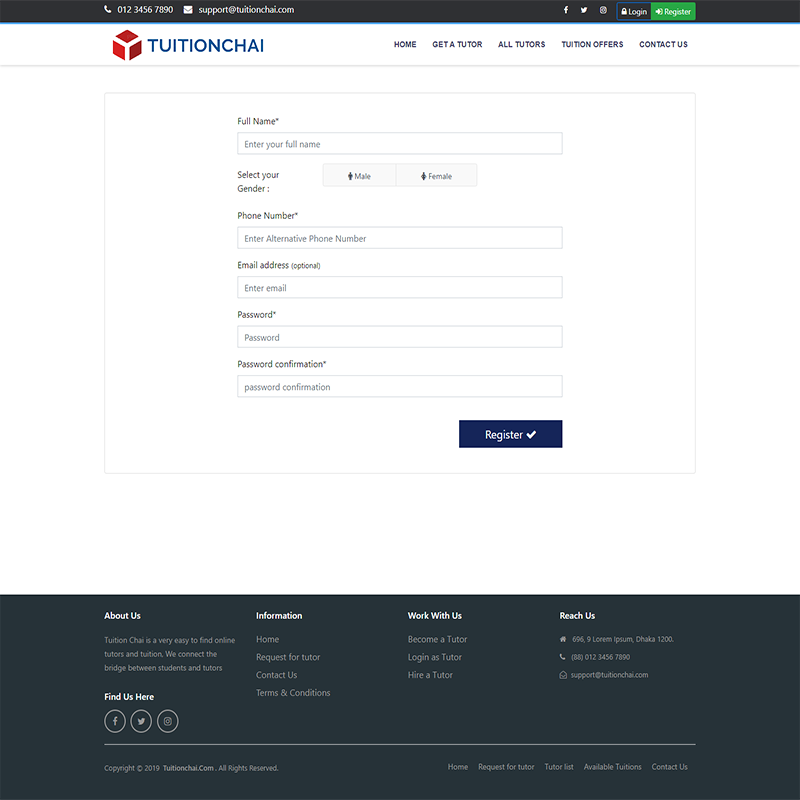 012 3456 7890 support@tuitionchai.com Login Register
TUITIONCHAI HOME GET A TUTOR ALL TUTORS TUITION OFFERS CONTACT US
Full Name*
Enter your full name
Select your
Gender :
Male Female
Phone Number*
Enter Alternative Phone Number
Email address (optional)
Enter email
Password*
Password
Password confirmation*
password confirmation
Register
About Us
Tuition Chai is a very easy to find online
tutors and tuition. We connect the
bridge between students and tutors
Find Us Here
Information
Home
Request for tutor
Contact Us
Terms & Conditions
Work With Us
Become a Tutor
Login as Tutor
Hire a Tutor
Reach Us
696, 9 Lorem Ipsum, Dhaka 1200.
(88) 012 3456 7890
support@tuitionchai.com
Copyright © 2019 Tuitionchai.Com . All Rights Reserved.
Home Request for tutor Tutor list Available Tuitions Contact Us